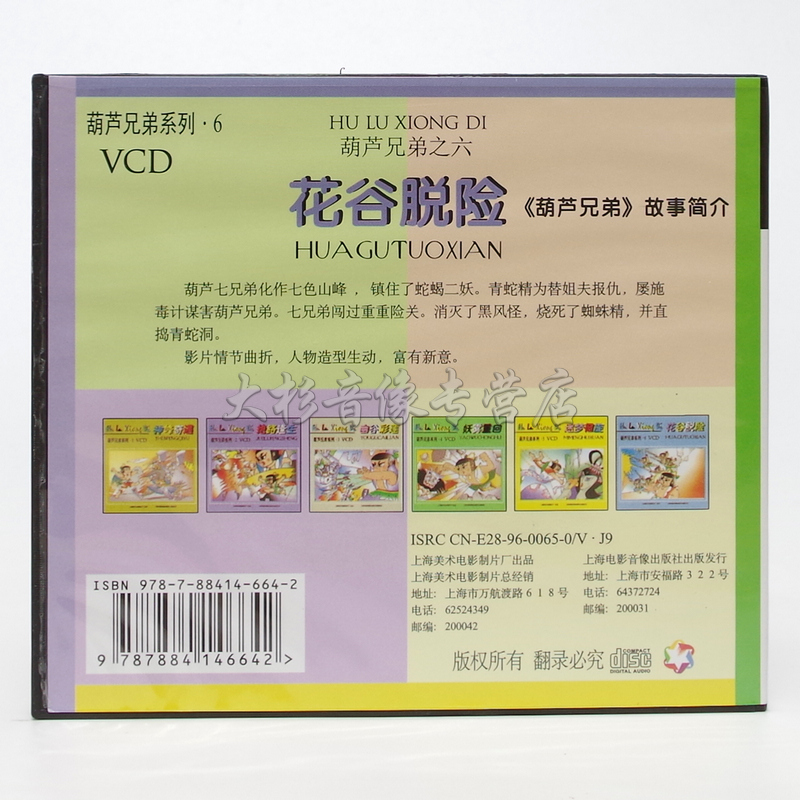 葫芦兄弟系列·6
VCD
HU LU XIONG DI
葫芦兄弟之六
花谷脱险
《葫芦兄弟》故事简介
HUAGUTUOXIAN
葫芦七兄弟化作七色山峰，镇住了蛇蝎二妖。青蛇精为替姐夫报仇，屡施
毒计谋害葫芦兄弟。七兄弟闯过重重险关。消灭了黑风怪，烧死了蜘蛛精，并直
捣青蛇洞。
影片情节曲折，人物造型生动，富有新意。
大杉音像专营店
花谷脱险
ISRC CN-E28-96-0065-0/V·J9
上海美术电影制片厂出品
上海美术电影制片总经销
地址：上海市万航渡路618号
电话：62524349
邮编：200042
上海电影音像出版社出版发行
地址：上海市安福路322号
电话：64372724
邮编：200031
版权所有 翻录必究
COMPACT
disc
DIGITAL AUDIO
ISBN 978-7-88414-664-2
9 787884 146642 >